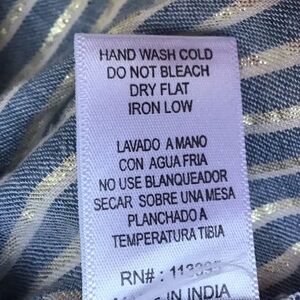 HAND WASH COLD
DO NOT BLEACH
DRY FLAT
IRON LOW
LAVADO A MANO
CON AGUA FRIA
NO USE BLANQUEADOR
SECAR SOBRE UNA MESA
PLANCHADO A
TEMPERATURA TIBIA
RN# :
IN INDIA